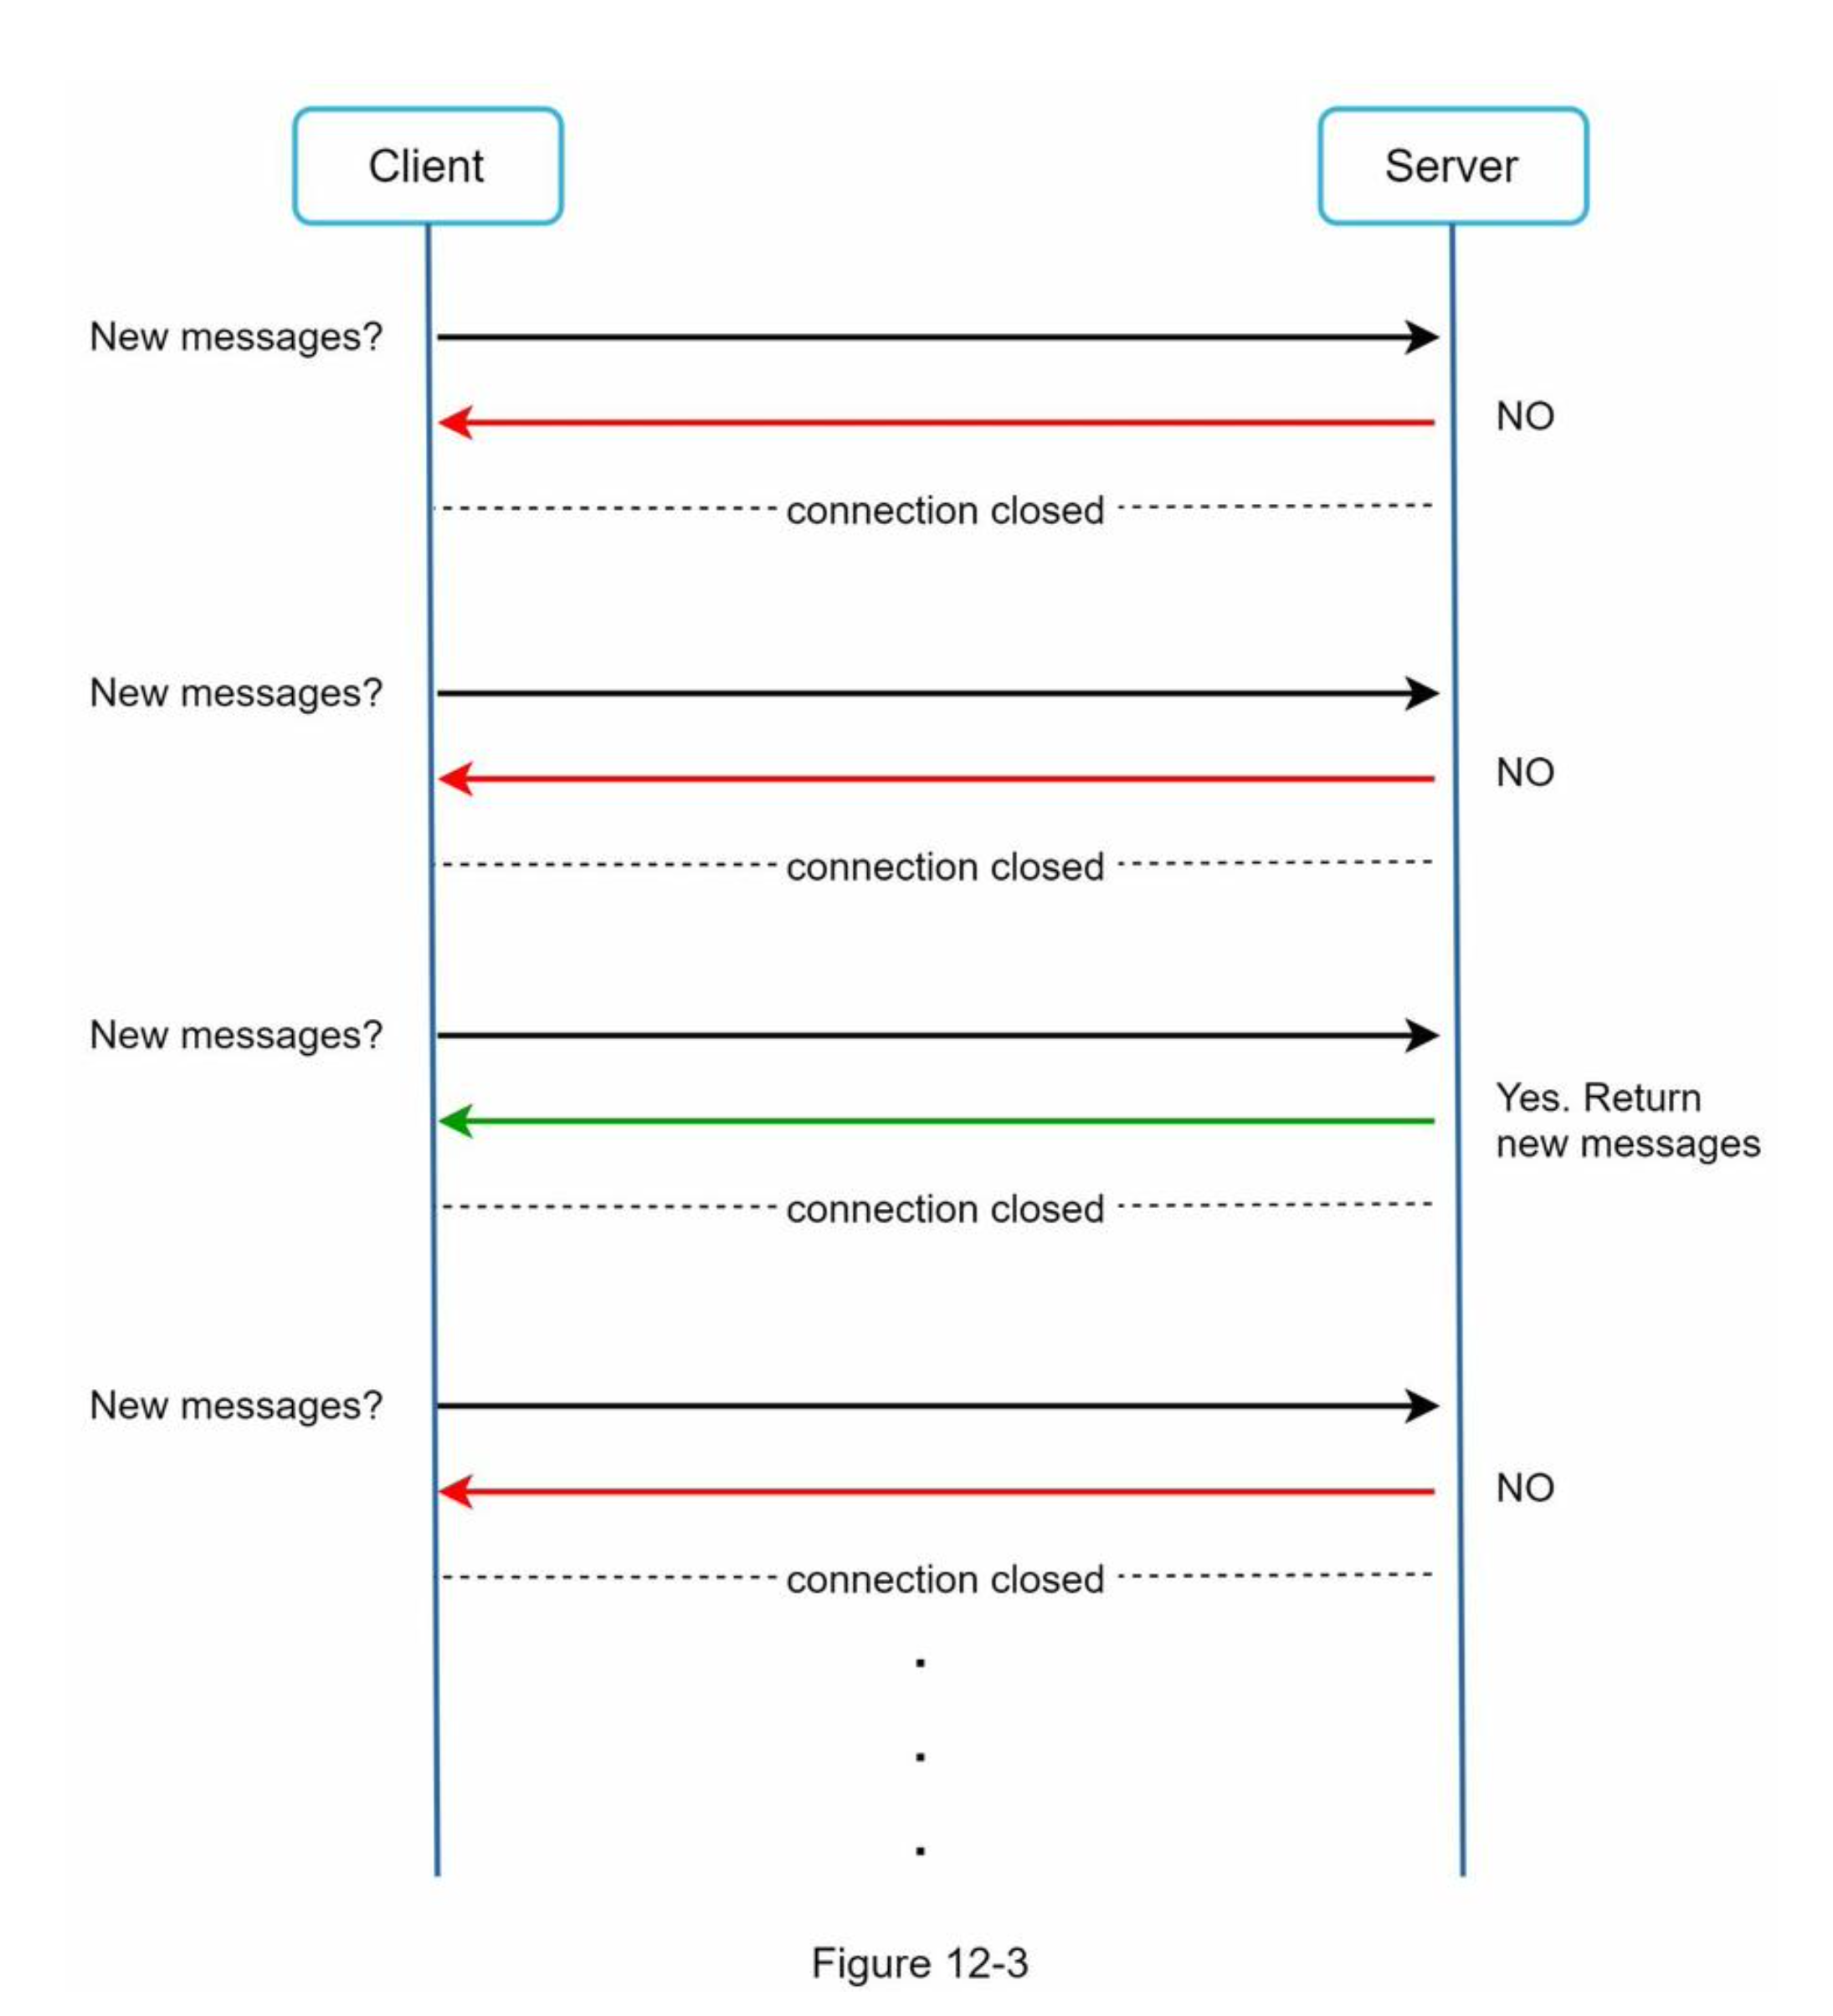 Client
Server
New messages?
NO
connection closed
New messages?
NO
connection closed
New messages?
Yes. Return
new messages
connection closed
New messages?
NO
connection closed
Figure 12-3